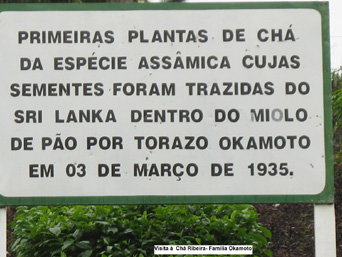 PRIMEIRAS PLANTAS DE CHÁ
DA ESPÉCIE ASSÂMICA CUJAS
SEMENTES FORAM TRAZIDAS DO
SRI LANKA DENTRO DO MIOLO
DE PÃO POR TORAZO OKAMOTO
EM 03 DE MARÇO DE 1935.
Visita à Chá Ribeira- Família Okamoto